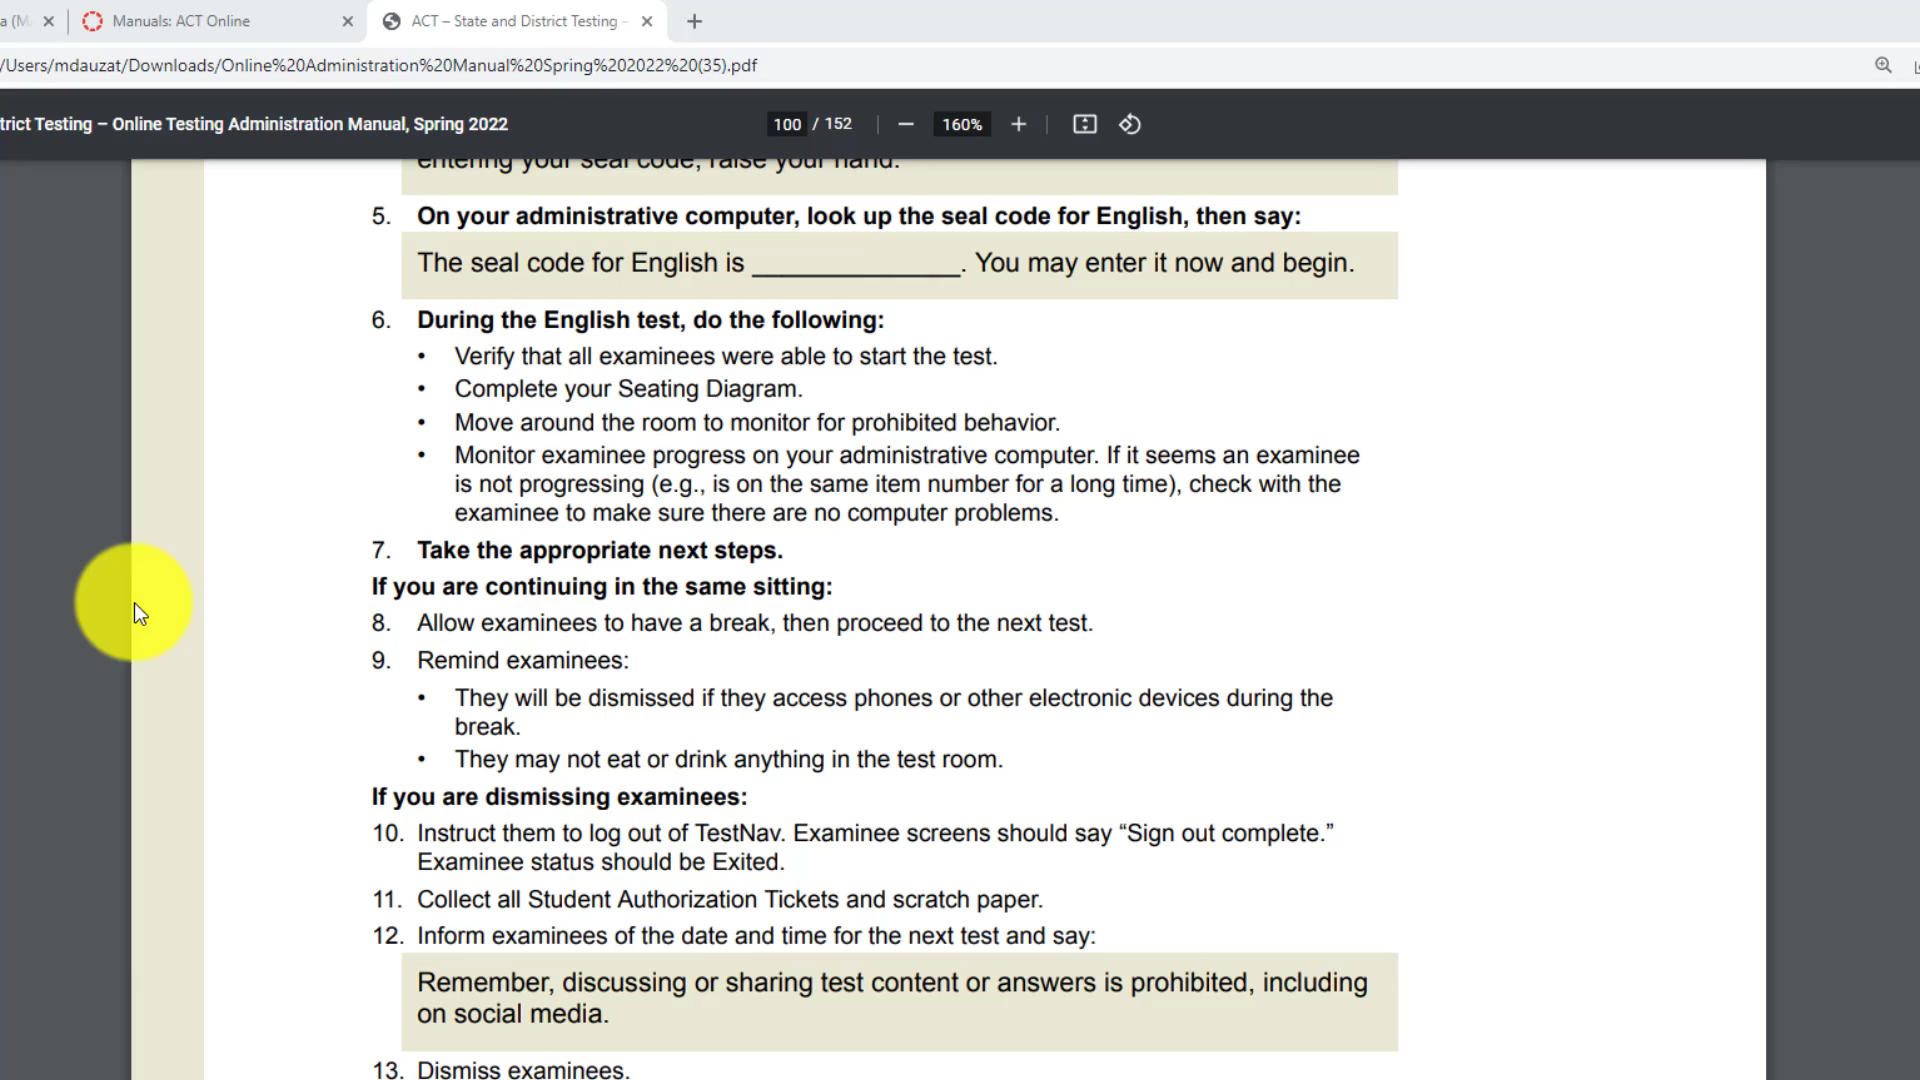 a (M
Manuals: ACT Online
ACT – State and District Testing –
/Users/mdauzat/Downloads/Online%20Administration%20Manual%20Spring%202022%20(35).pdf
trict Testing – Online Testing Administration Manual, Spring 2022
100 / 152
160%
entering your seal code, raise your hand.
5. On your administrative computer, look up the seal code for English, then say:
The seal code for English is ______________. You may enter it now and begin.
6. During the English test, do the following:
• Verify that all examinees were able to start the test.
• Complete your Seating Diagram.
• Move around the room to monitor for prohibited behavior.
• Monitor examinee progress on your administrative computer. If it seems an examinee
is not progressing (e.g., is on the same item number for a long time), check with the
examinee to make sure there are no computer problems.
7. Take the appropriate next steps.
If you are continuing in the same sitting:
8. Allow examinees to have a break, then proceed to the next test.
9. Remind examinees:
• They will be dismissed if they access phones or other electronic devices during the
break.
• They may not eat or drink anything in the test room.
If you are dismissing examinees:
10. Instruct them to log out of TestNav. Examinee screens should say “Sign out complete.”
Examinee status should be Exited.
11. Collect all Student Authorization Tickets and scratch paper.
12. Inform examinees of the date and time for the next test and say:
Remember, discussing or sharing test content or answers is prohibited, including
on social media.
13. Dismiss examinees.